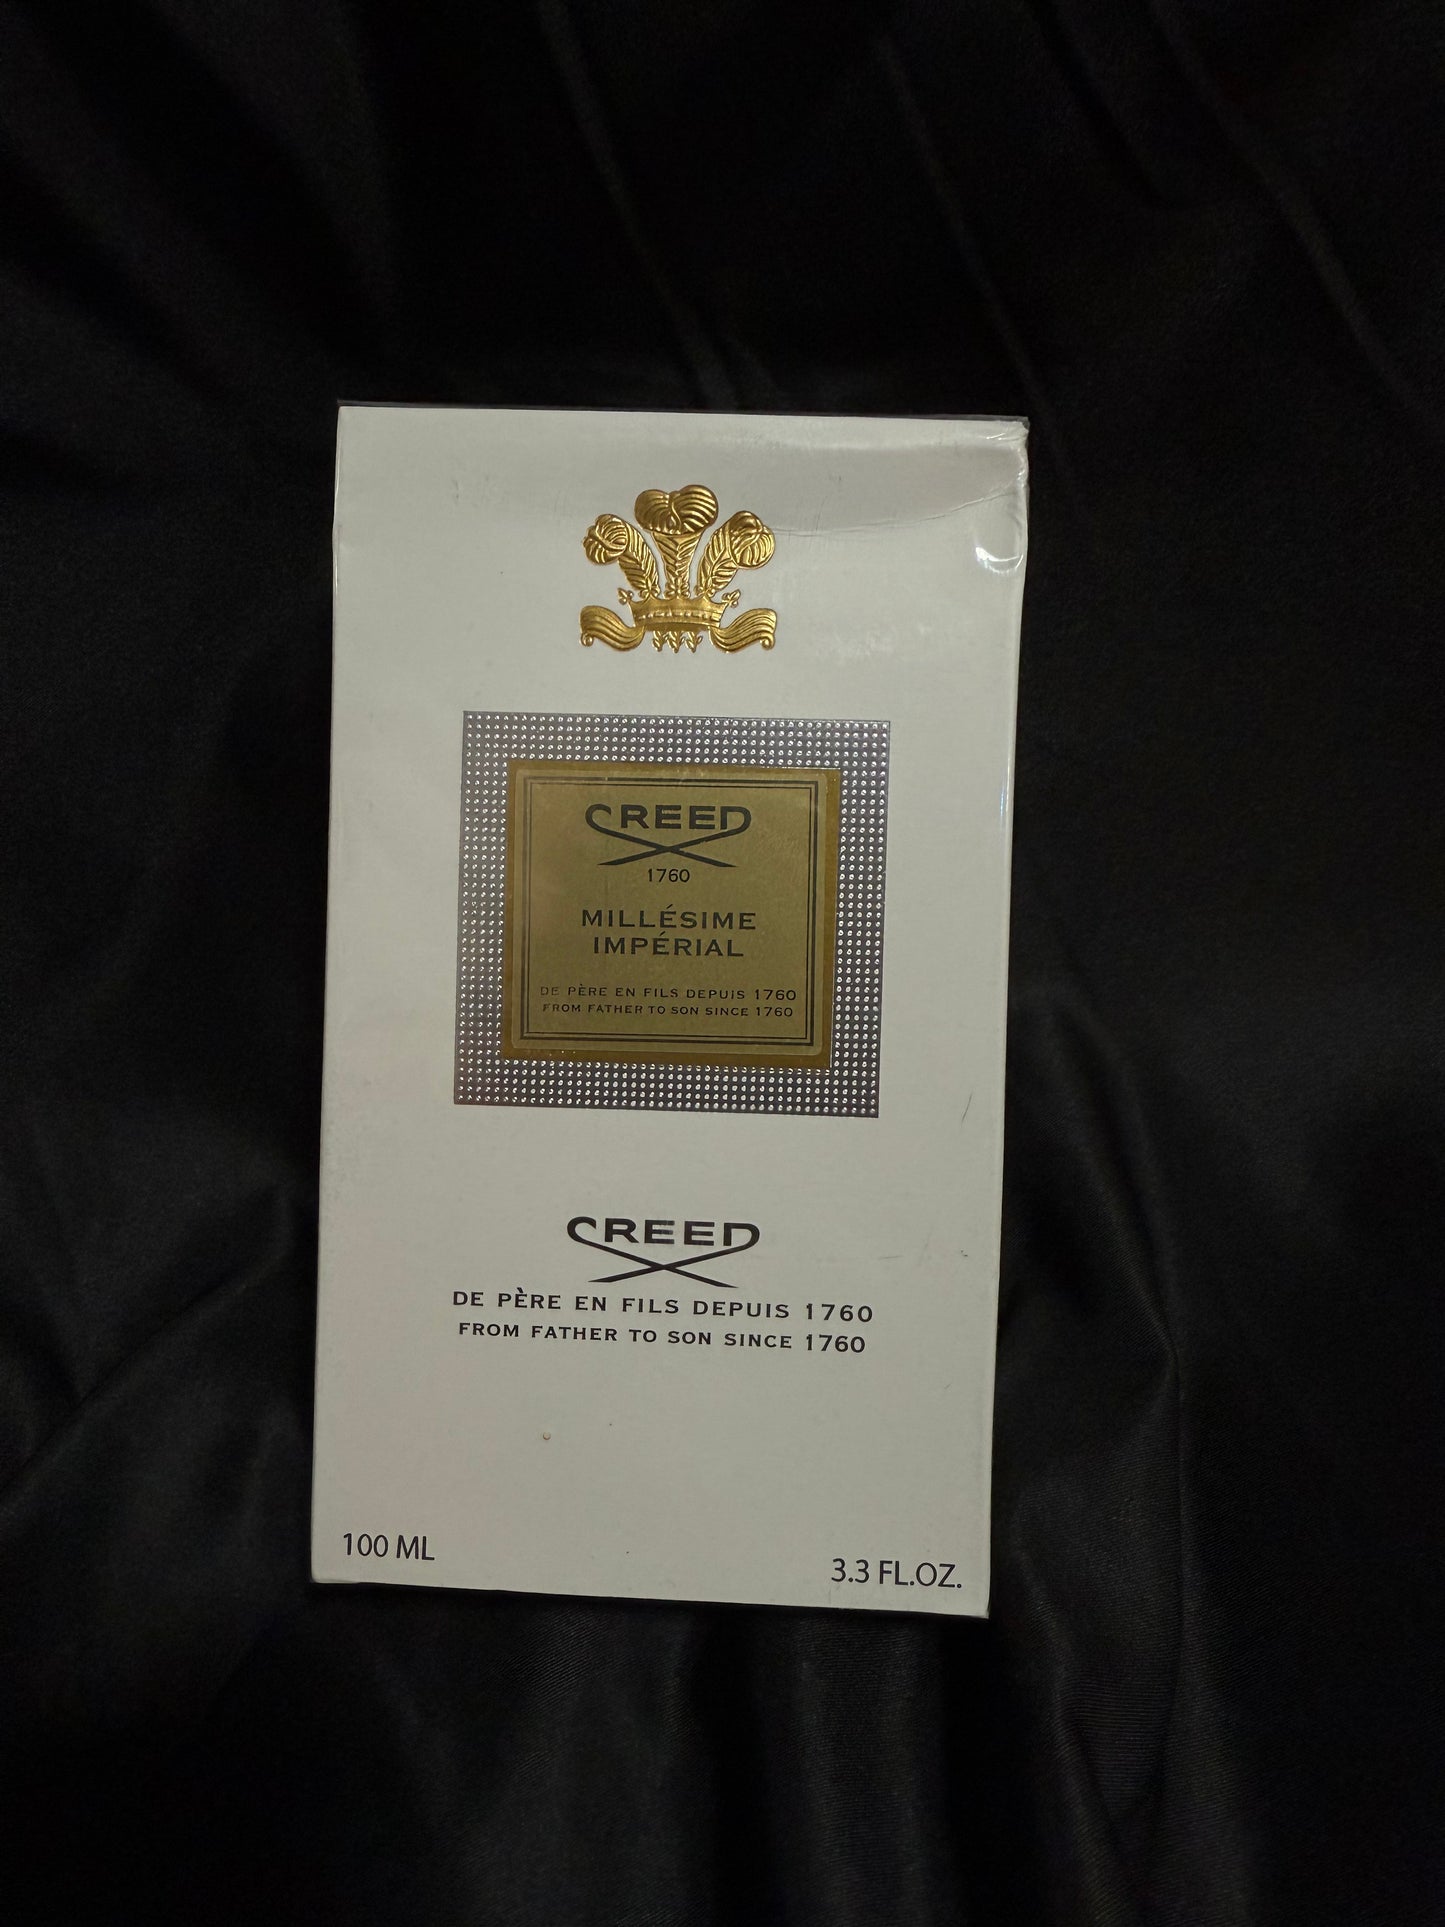 CREED
1760
MILLÉSIME
IMPÉRIAL
DE PÈRE EN FILS DEPUiS 1760
FROM FATHER TO SON SINCE 1760
CREED
DE PÈRE EN FILS DEPUIS 1760
FROM FATHER TO SON SINCE 1760
100 ML
3.3 FL.OZ.